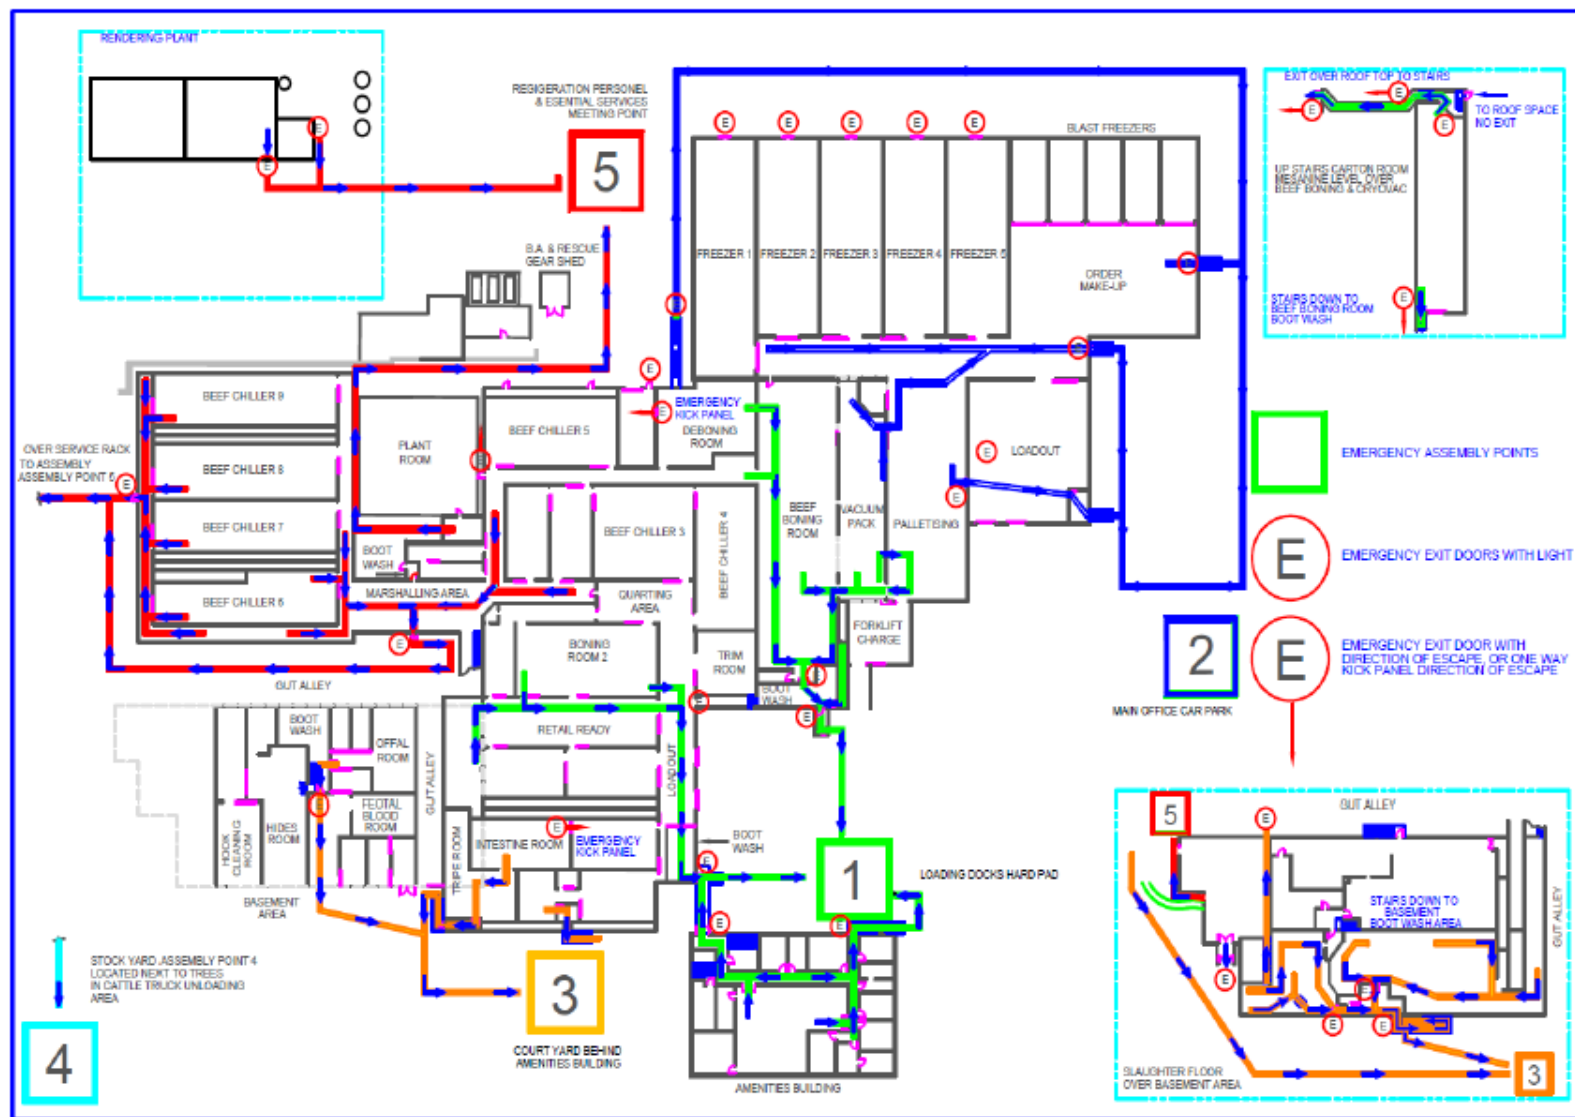 RENDERING PLANT
REGIGERATION PERSONEL
& ESENTIAL SERVICES
MEETING POINT
5
B.A. & RESCUE
GEAR SHED
E
E
E
E
E
E
E
BLAST FREEZERS
FREEZER 1
FREEZER 2
FREEZER 3
FREEZER 4
FREEZER 5
ORDER
MAKE-UP
EXIT OVER ROOF TOP TO STAIRS
TO ROOF SPACE
NO EXIT
UP STAIRS CARTON ROOM
MESANINE LEVEL OVER
BEEF BONING & CRYOVAC
STAIRS DOWN TO
BEEF BONING ROOM
BOOT WASH
E
E
E
E
BEEF CHILLER 9
BEEF CHILLER 8
BEEF CHILLER 7
BEEF CHILLER 6
OVER SERVICE RACK
TO ASSEMBLY
ASSEMBLY POINT 5
E
PLANT
ROOM
BEEF CHILLER 5
E
E
EMERGENCY
KICK PANEL
DEBONING
ROOM
BOOT
WASH
MARSHALLING AREA
BEEF CHILLER 3
BEEF CHILLER 4
QUARTING
AREA
BEEF
BONING
ROOM
VACUUM
PACK
PALLETISING
LOADOUT
E
E
E
FORKLIFT
CHARGE
BONING
ROOM 2
TRIM
ROOM
BOOT
WASH
E
E
E
E
GUT ALLEY
RETAIL READY
LOADOUT
BOOT
WASH
OFFAL
ROOM
FEOTAL
BLOOD
ROOM
HIDES
ROOM
HOOK
CLEANING
ROOM
GUT ALLEY
TRIPE ROOM
INTESTINE ROOM
E
EMERGENCY
KICK PANEL
BOOT
WASH
E
BASEMENT
AREA
1
LOADING DOCKS HARD PAD
E
E
3
COURT YARD BEHIND
AMENITIES BUILDING
AMENITIES BUILDING
STOCK YARD ASSEMBLY POINT 4
LOCATED NEXT TO TREES
IN CATTLE TRUCK UNLOADING
AREA
4
EMERGENCY ASSEMBLY POINTS
E
EMERGENCY EXIT DOORS WITH LIGHT
2
MAIN OFFICE CAR PARK
E
EMERGENCY EXIT DOOR WITH
DIRECTION OF ESCAPE, OR ONE WAY
KICK PANEL DIRECTION OF ESCAPE
5
E
GUT ALLEY
STAIRS DOWN TO
BASEMENT
BOOT WASH AREA
GUT ALLEY
E
E
E
E
SLAUGHTER FLOOR
OVER BASEMENT AREA
3